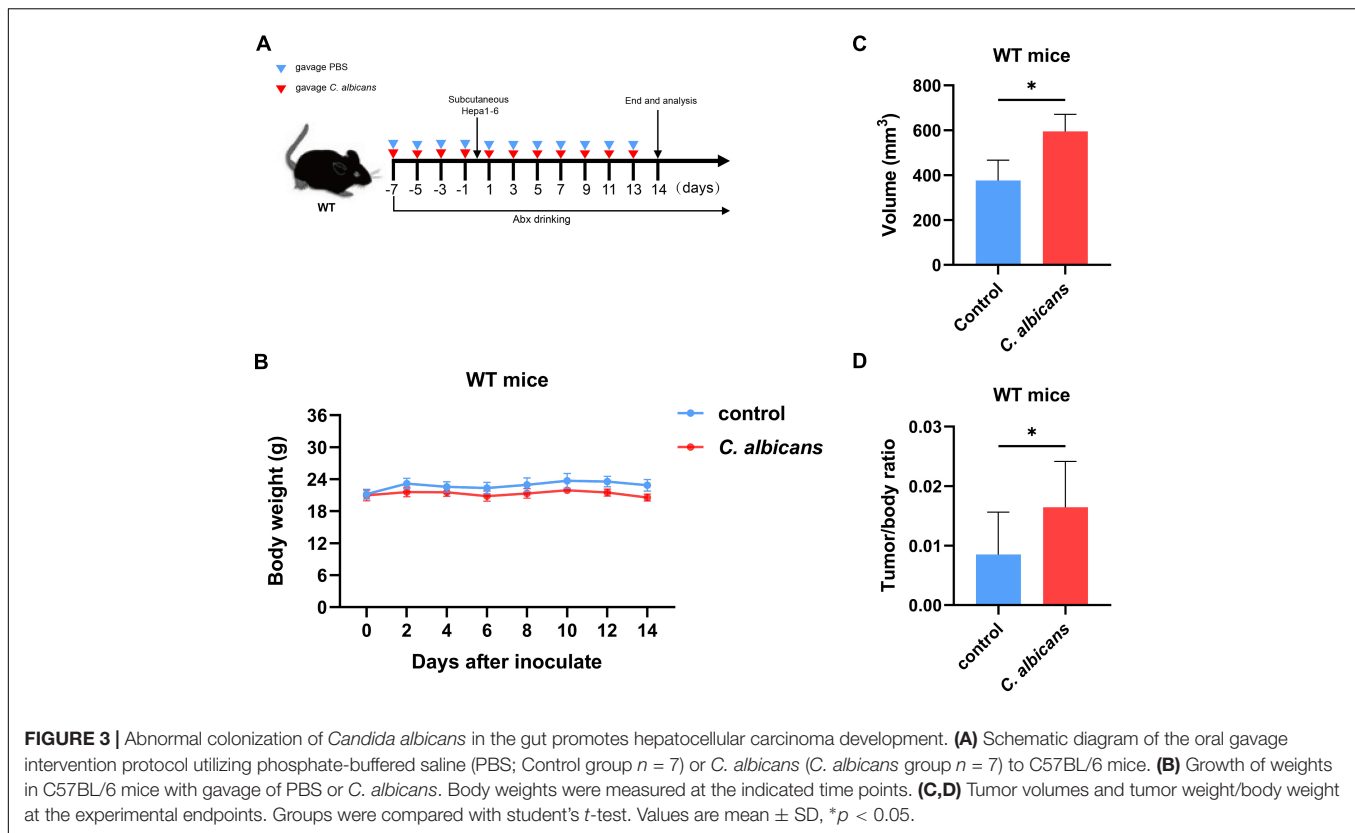 A
gavage PBS
gavage C. albicans
Subcutaneous
Hepa1-6
End and analysis
WT
-7 -5 -3 -1 1 3 5 7 9 11 13 14 (days)
Abx drinking
B
WT mice
Body weight (g)
36
30
24
18
12
6
0
0 2 4 6 8 10 12 14
Days after inoculate
control
C. albicans
C
WT mice
Volume (mm³)
800
600
400
200
0
*
Control
C. albicans
D
WT mice
Tumor/body ratio
0.03
0.02
0.01
0.00
*
control
C. albicans
FIGURE 3 | Abnormal colonization of Candida albicans in the gut promotes hepatocellular carcinoma development. (A) Schematic diagram of the oral gavage
intervention protocol utilizing phosphate-buffered saline (PBS; Control group n = 7) or C. albicans (C. albicans group n = 7) to C57BL/6 mice. (B) Growth of weights
in C57BL/6 mice with gavage of PBS or C. albicans. Body weights were measured at the indicated time points. (C,D) Tumor volumes and tumor weight/body weight
at the experimental endpoints. Groups were compared with student's t-test. Values are mean ± SD, *p < 0.05.